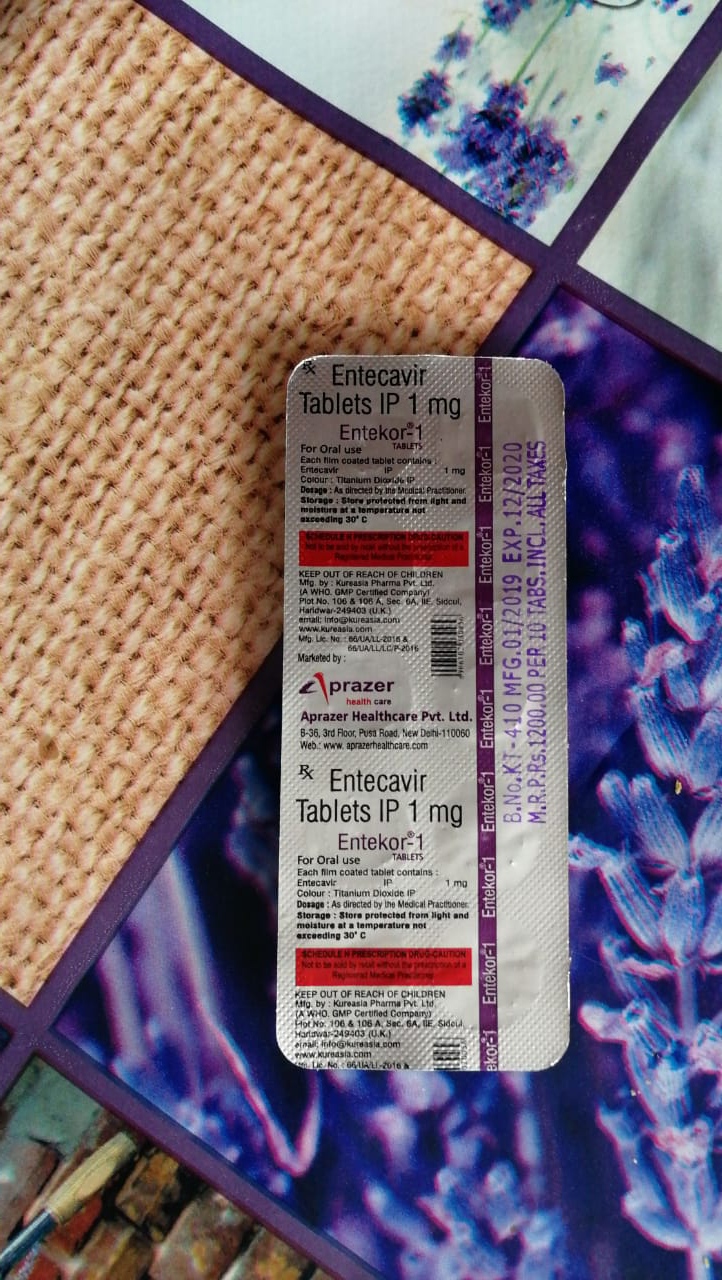 Rx Entecavir
Tablets IP 1 mg
Entekor®-1
TABLETS
For Oral use
Each film coated tablet contains :
Entecavir IP 1 mg
Colour : Titanium Dioxide IP
Dosage : As directed by the Medical Practitioner.
Storage : Store protected from light and
moisture at a temperature not
exceeding 30° C
SCHEDULE H PRESCRIPTION DRUG-CAUTION
Not to be sold by retail without the prescription of a
Registered Medical Practitioner.
KEEP OUT OF REACH OF CHILDREN
Mfg. by : Kureasia Pharma Pvt. Ltd.
(A WHO. GMP Certified Company)
Plot No. 106 & 106 A, Sec. 6A, IIE, Sidcul,
Haridwar-249403 (U.K.)
email: info@kureasia.com
www.kureasia.com
Mfg. Lic. No. : 66/UA/LL-2016 &
66/UA/LL/LC/P-2016
Marketed by :
Aprazer
health care
Aprazer Healthcare Pvt. Ltd.
B-36, 3rd Floor, Pusa Road, New Delhi-110060
Web.: www. aprazerhealthcare.com
Rx Entecavir
Tablets IP 1 mg
Entekor®-1
TABLETS
For Oral use
Each film coated tablet contains :
Entecavir IP 1 mg
Colour : Titanium Dioxide IP
Dosage : As directed by the Medical Practitioner.
Storage : Store protected from light and
moisture at a temperature not
exceeding 30° C
SCHEDULE H PRESCRIPTION DRUG-CAUTION
Not to be sold by retail without the prescription of a
Registered Medical Practitioner.
KEEP OUT OF REACH OF CHILDREN
Mfg. by : Kureasia Pharma Pvt. Ltd.
(A WHO. GMP Certified Company)
Plot No. 106 & 106 A, Sec. 6A, IIE, Sidcul,
Haridwar-249403 (U.K.)
email: info@kureasia.com
www.kureasia.com
Mfg. Lic. No. : 66/UA/LL-2016 &
ekor®-1 Entekor®-1 Entekor®-1 Entekor®-1 Entekor®-1 Entekor®-1 Entekor®-1 Entekor®-1 Entekor®-1
B.No.KT-410 MFG.01/2019 EXP.12/2020
M.R.P.Rs.1200.00 PER 10 TABS.INCL.ALL TAXES